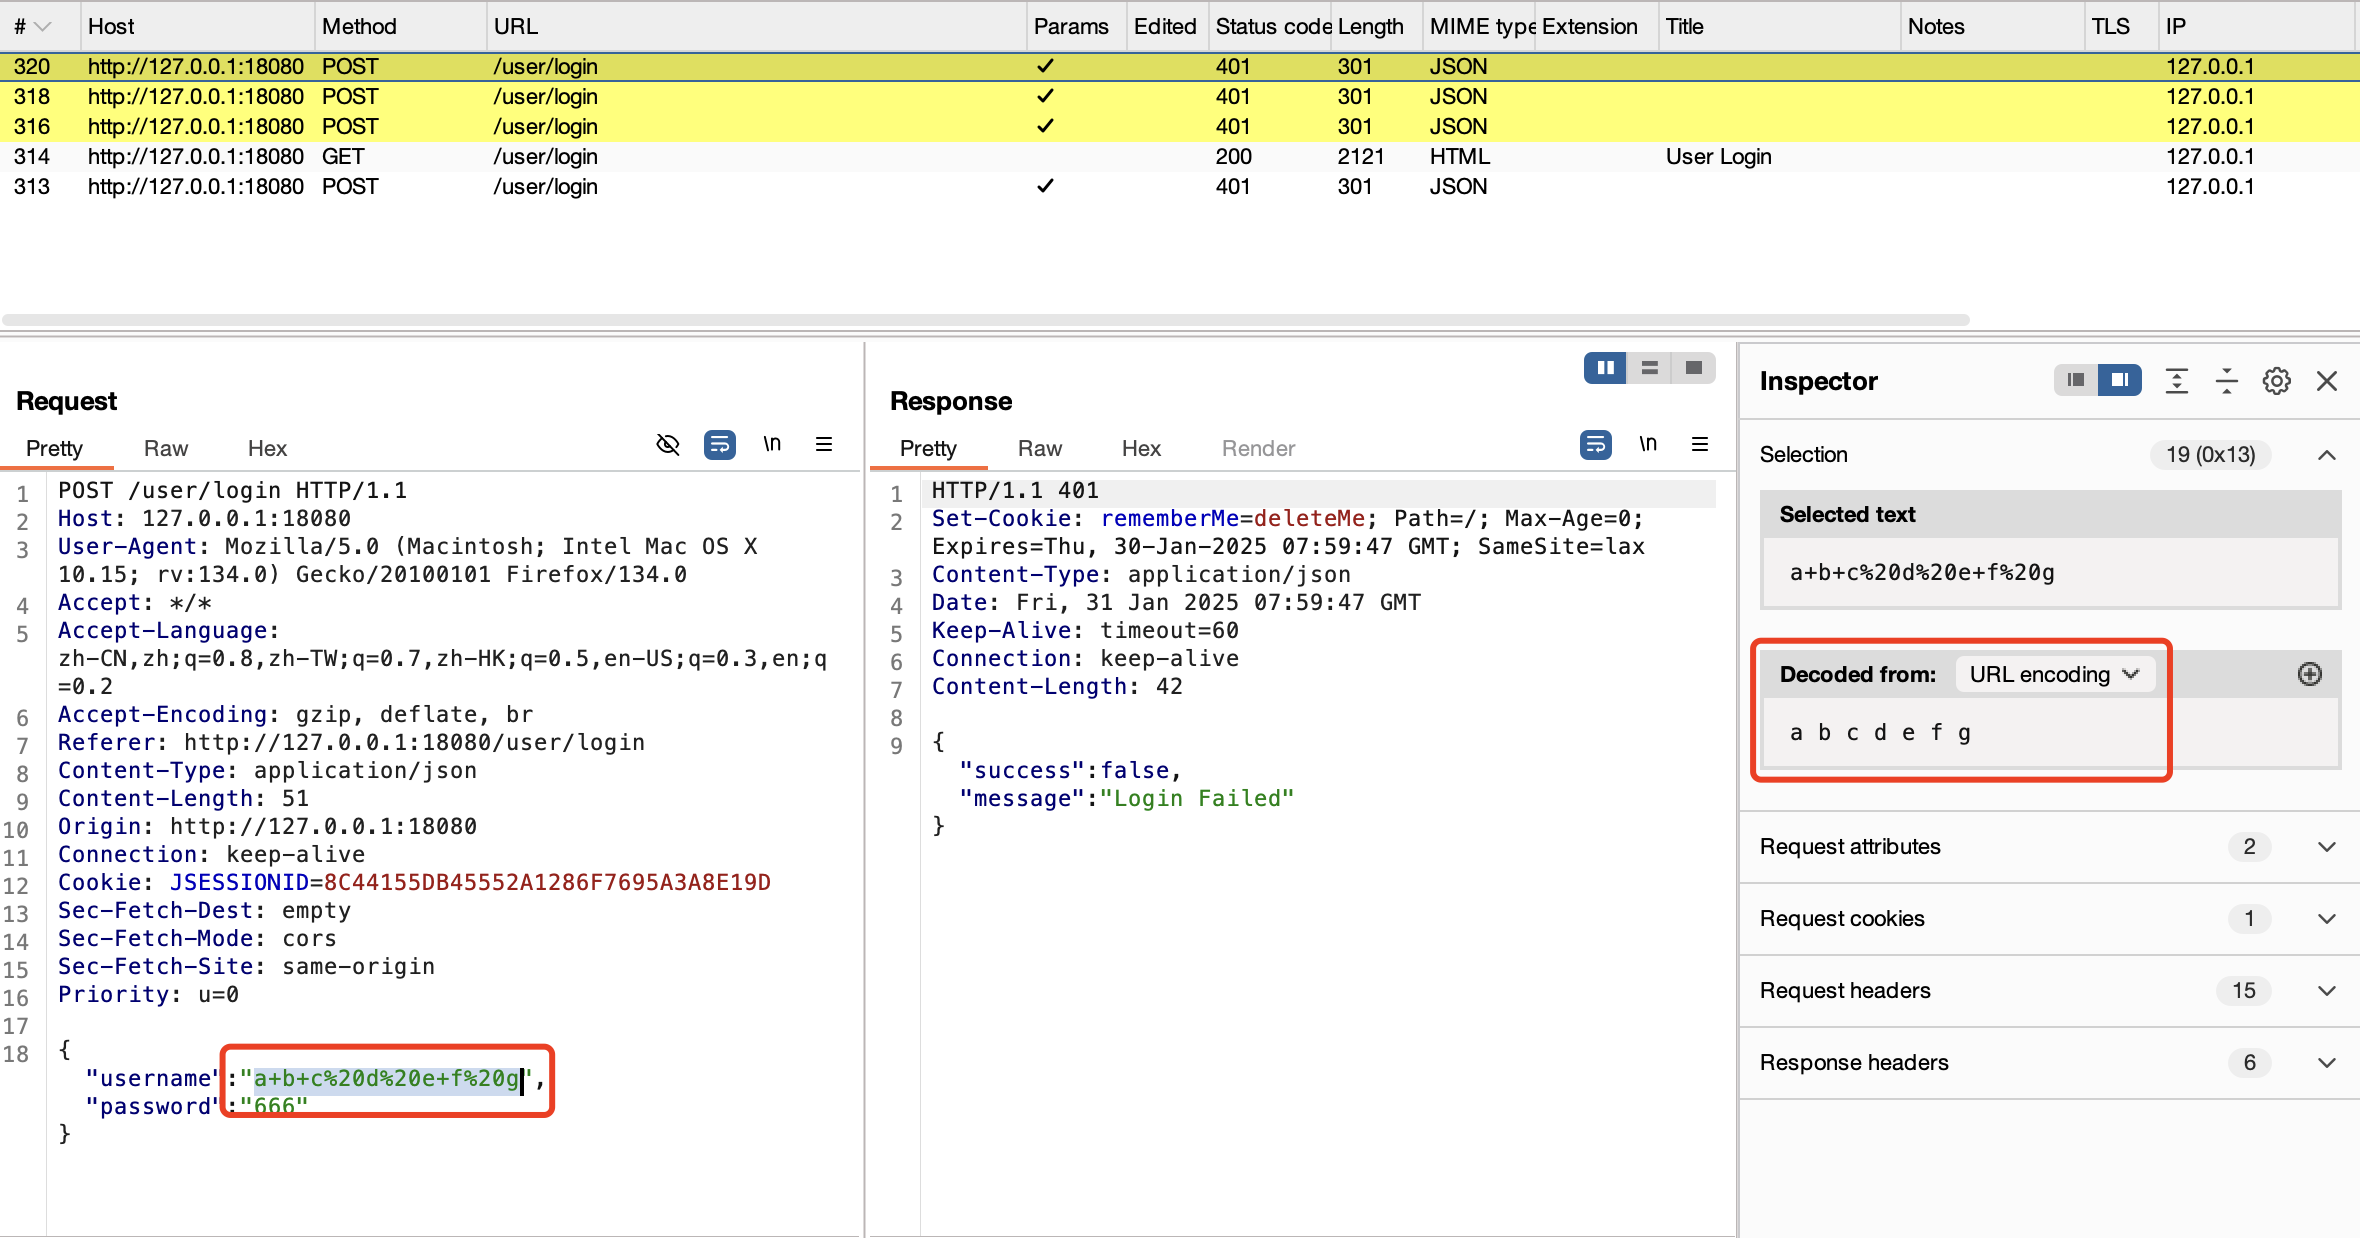 # Host Method URL Params Edited Status code Length MIME type Extension Title Notes TLS IP
320 http://127.0.0.1:18080 POST /user/login ✓ 401 301 JSON 127.0.0.1
318 http://127.0.0.1:18080 POST /user/login ✓ 401 301 JSON 127.0.0.1
316 http://127.0.0.1:18080 POST /user/login ✓ 401 301 JSON 127.0.0.1
314 http://127.0.0.1:18080 GET /user/login 200 2121 HTML User Login 127.0.0.1
313 http://127.0.0.1:18080 POST /user/login ✓ 401 301 JSON 127.0.0.1
Request
Pretty Raw Hex \n
1 POST /user/login HTTP/1.1
2 Host: 127.0.0.1:18080
3 User-Agent: Mozilla/5.0 (Macintosh; Intel Mac OS X
10.15; rv:134.0) Gecko/20100101 Firefox/134.0
4 Accept: */*
5 Accept-Language:
zh-CN,zh;q=0.8,zh-TW;q=0.7,zh-HK;q=0.5,en-US;q=0.3,en;q
=0.2
6 Accept-Encoding: gzip, deflate, br
7 Referer: http://127.0.0.1:18080/user/login
8 Content-Type: application/json
9 Content-Length: 51
10 Origin: http://127.0.0.1:18080
11 Connection: keep-alive
12 Cookie: JSESSIONID=8C44155DB45552A1286F7695A3A8E19D
13 Sec-Fetch-Dest: empty
14 Sec-Fetch-Mode: cors
15 Sec-Fetch-Site: same-origin
16 Priority: u=0
17
18 {
"username":"a+b+c%20d%20e+f%20g",
"password":"666"
}
Response
Pretty Raw Hex Render \n
1 HTTP/1.1 401
2 Set-Cookie: rememberMe=deleteMe; Path=/; Max-Age=0;
Expires=Thu, 30-Jan-2025 07:59:47 GMT; SameSite=lax
3 Content-Type: application/json
4 Date: Fri, 31 Jan 2025 07:59:47 GMT
5 Keep-Alive: timeout=60
6 Connection: keep-alive
7 Content-Length: 42
8
9 {
"success":false,
"message":"Login Failed"
}
Inspector
Selection 19 (0x13)
Selected text
a+b+c%20d%20e+f%20g
Decoded from: URL encoding
a b c d e f g
Request attributes 2
Request cookies 1
Request headers 15
Response headers 6